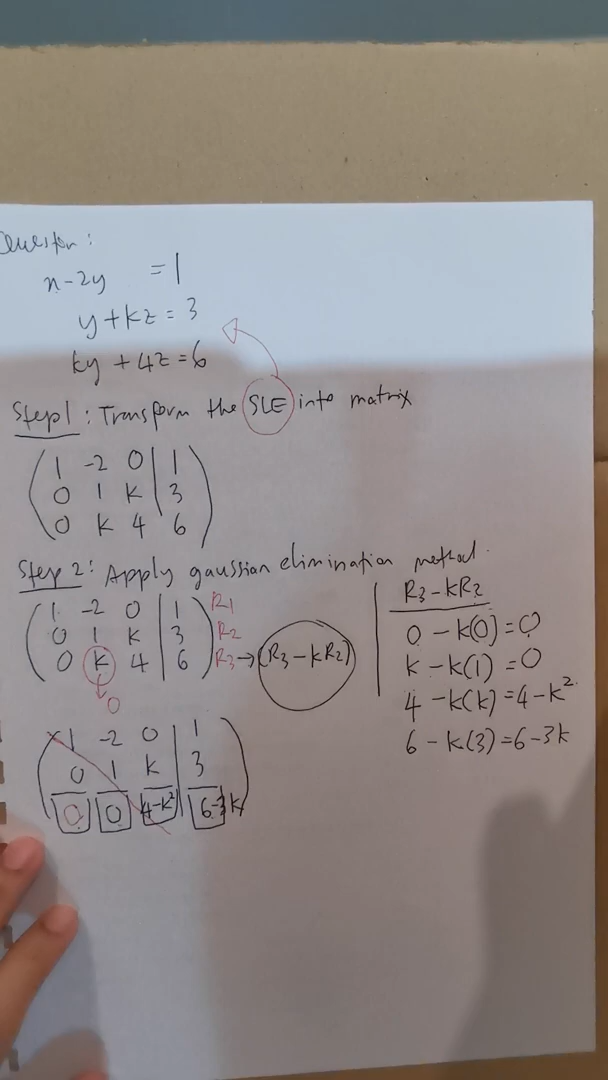 Question:
x-2y = 1
y+kz = 3
ky + 4z = 6
Step 1: Transform the SLE into matrix
1 -2 0 | 1
0 1 k | 3
0 k 4 | 6
Step 2: Apply gaussian elimination method.
1 -2 0 | 1 R1
0 1 k | 3 R2
0 k 4 | 6 R3 → (R3 - kR2)
0
R3 - kR2
0 - k(0) = 0
k - k(1) = 0
4 - k(k) = 4 - k²
6 - k(3) = 6 - 3k
1 -2 0 | 1
0 1 k | 3
0 0 4-k² | 6-3k